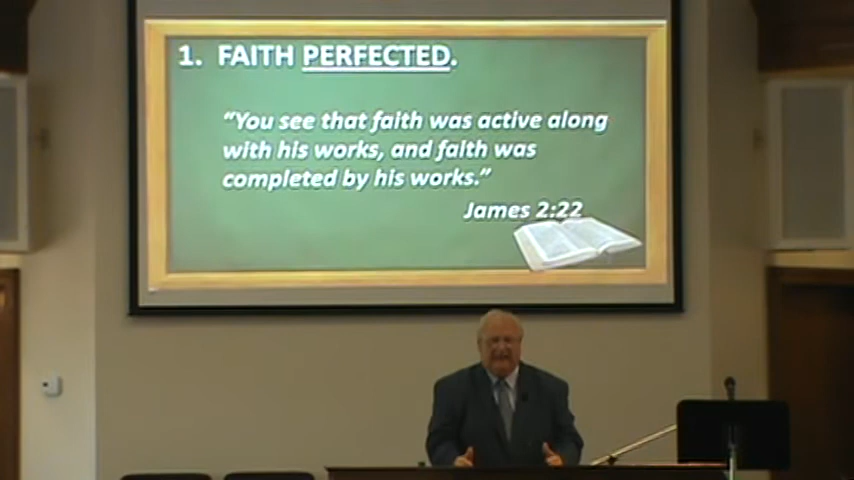 1. FAITH PERFECTED.
“You see that faith was active along
with his works, and faith was
completed by his works.”
James 2:22